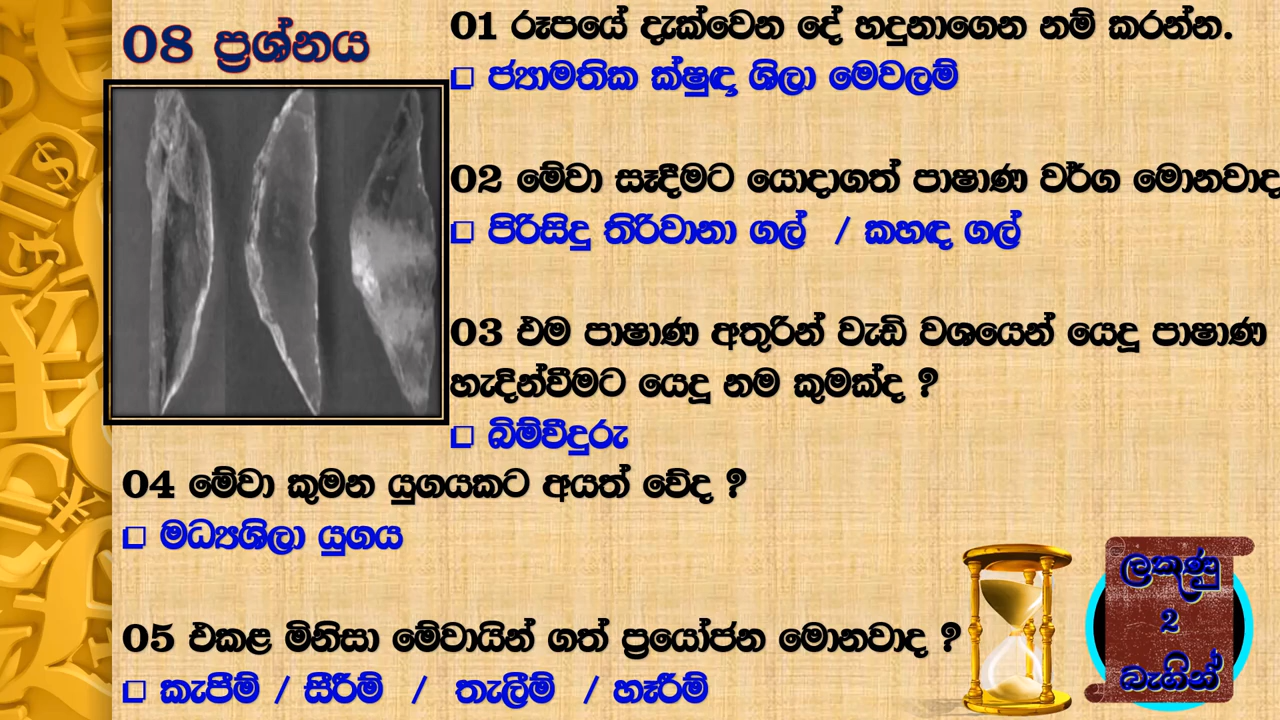 08 ප්‍රශ්නය
01 රූපයේ දැක්වෙන දේ හදුනාගෙන නම් කරන්න.
□ ජ්‍යාමතික ක්ෂුඳ්‍ර ශිලා මෙවලම්
02 මේවා සෑදීමට යොදාගත් පාෂාණ වර්ග මොනවාද
□ පිරිසිදු තිරිවානා ගල් / කහඳ ගල්
03 එම පාෂාණ අතුරින් වැඩි වශයෙන් යෙදූ පාෂාණ
හැදින්වීමට යෙදූ නම කුමක්ද ?
□ බිම්වීදුරු
04 මේවා කුමන යුගයකට අයත් වේද ?
□ මධ්‍යශිලා යුගය
05 එකළ මිනිසා මේවායින් ගත් ප්‍රයෝජන මොනවාද ?
□ කැපීම් / සීරීම් / තැලීම් / හෑරීම්
ලකුණු
2
බැගින්